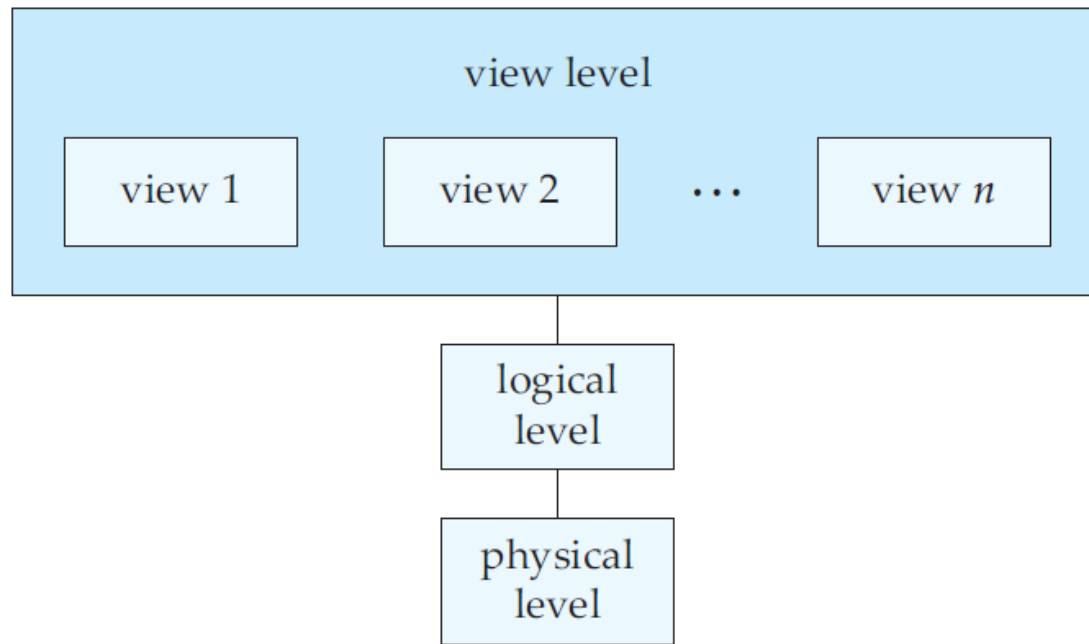 view level
view 1 view 2 ... view n
logical
level
physical
level